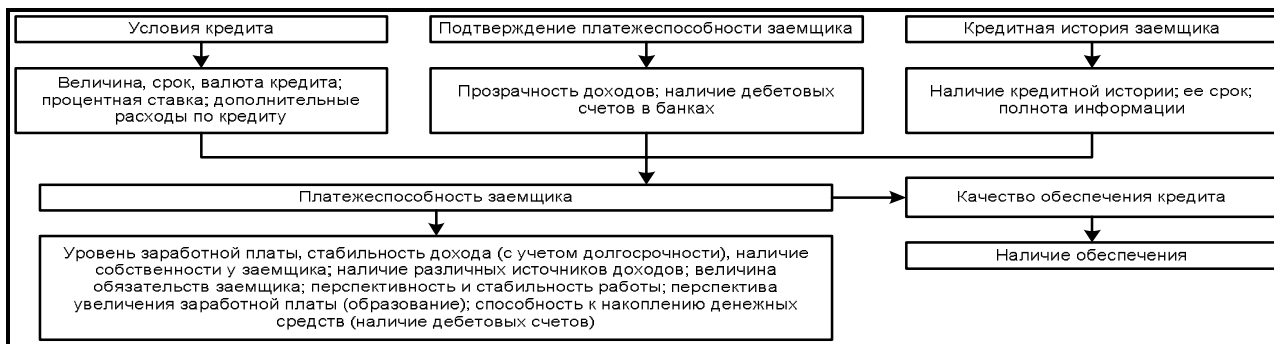 Условия кредита
Подтверждение платежеспособности заемщика
Кредитная история заемщика
Величина, срок, валюта кредита;
процентная ставка; дополнительные
расходы по кредиту
Прозрачность доходов; наличие дебетовых
счетов в банках
Наличие кредитной истории; ее срок;
полнота информации
Платежеспособность заемщика
Качество обеспечения кредита
Уровень заработной платы, стабильность дохода (с учетом долгосрочности), наличие
собственности у заемщика; наличие различных источников доходов; величина
обязательств заемщика; перспективность и стабильность работы; перспектива
увеличения заработной платы (образование); способность к накоплению денежных
средств (наличие дебетовых счетов)
Наличие обеспечения